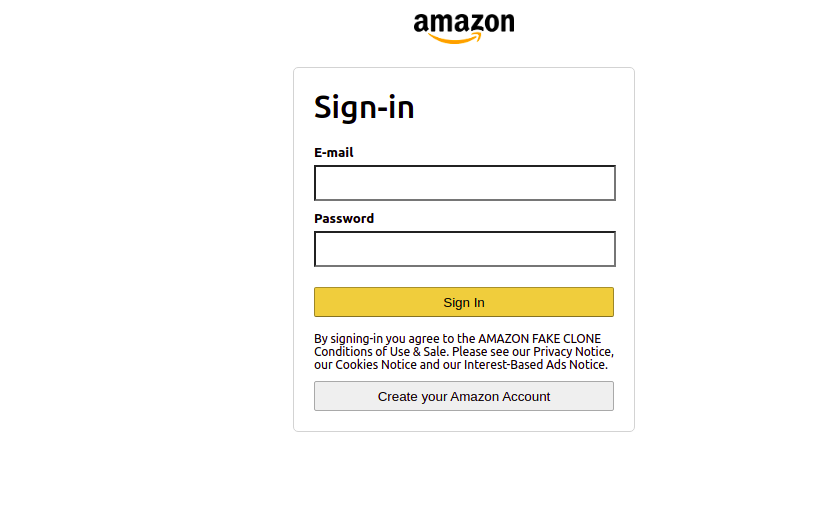 amazon
Sign-in
E-mail
Password
Sign In
By signing-in you agree to the AMAZON FAKE CLONE
Conditions of Use & Sale. Please see our Privacy Notice,
our Cookies Notice and our Interest-Based Ads Notice.
Create your Amazon Account